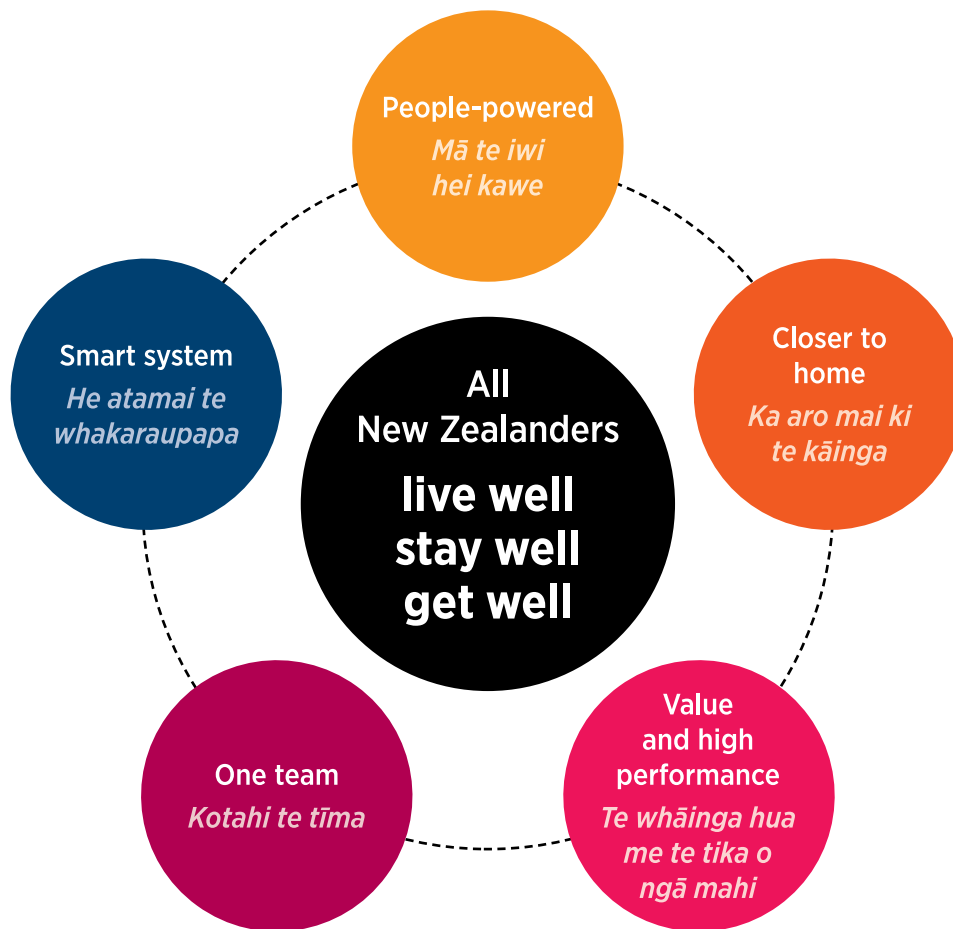 People-powered
Mā te iwi
hei kawe
Closer to
home
Ka aro mai ki
te kāinga
Value
and high
performance
Te whāinga hua
me te tika o
ngā mahi
One team
Kotahi te tīma
Smart system
He atamai te
whakaraupapa
All
New Zealanders
live well
stay well
get well